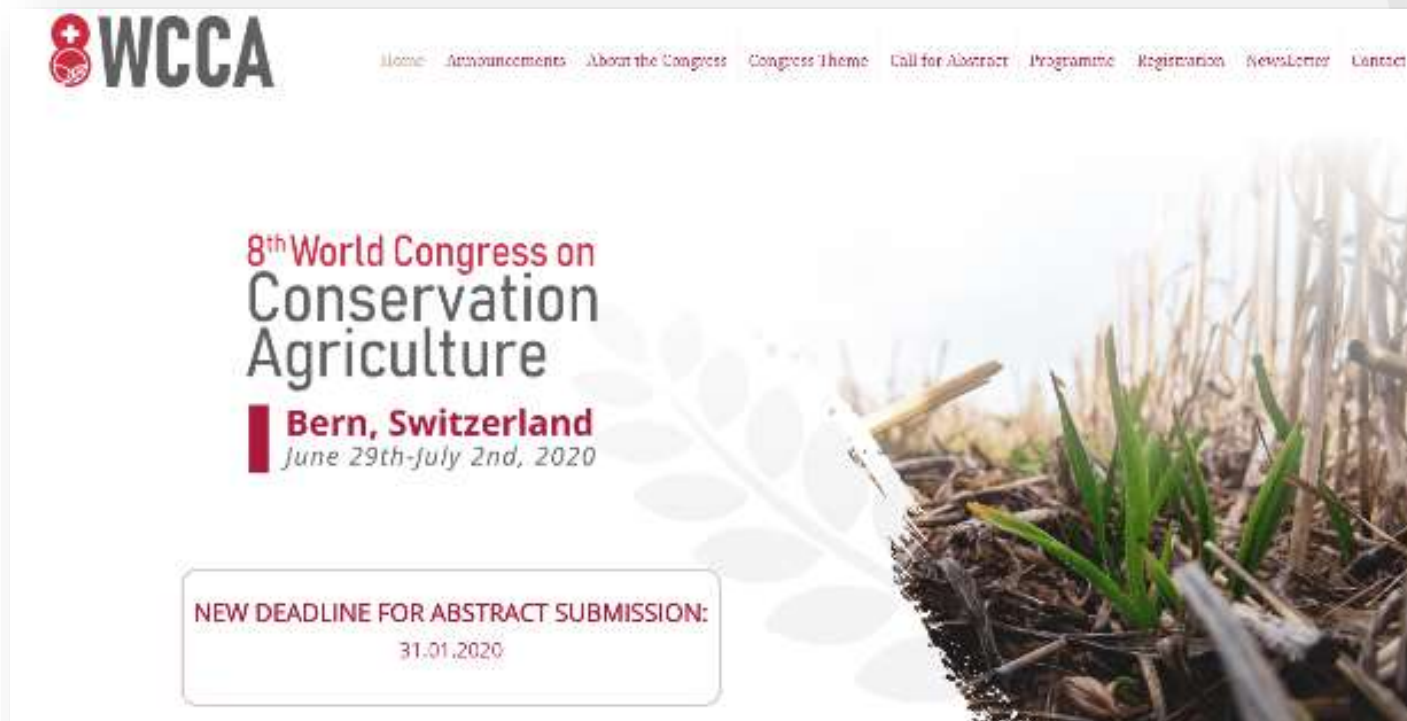 8WCCA
Home Announcements About the Congress Congress Theme Call for Abstract Programme Registration NewsLetter Contact
8th World Congress on
Conservation
Agriculture
Bern, Switzerland
June 29th-July 2nd, 2020
NEW DEADLINE FOR ABSTRACT SUBMISSION:
31.01.2020